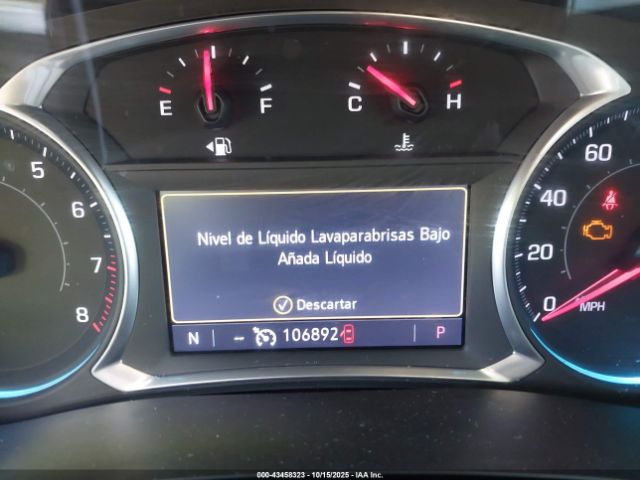 E F
C H
5
6
7
8
60
40
20
0
MPH
Nivel de Líquido Lavaparabrisas Bajo
Añada Líquido
Descartar
N -- 106892 P
000-43458323 - 10/15/2025 - IAA Inc.